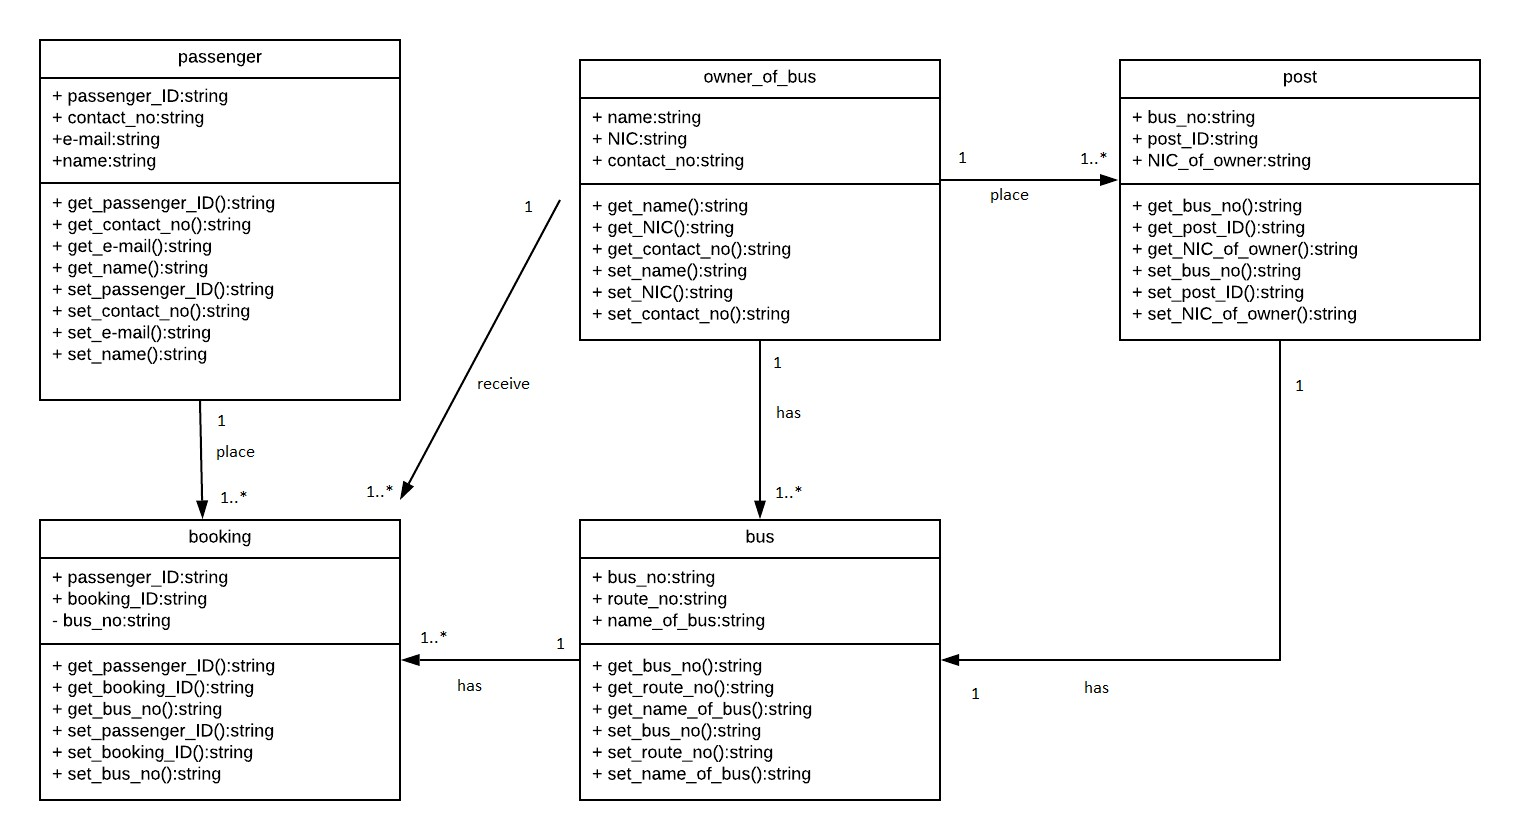 passenger
+ passenger_ID:string
+ contact_no:string
+e-mail:string
+name:string
+ get_passenger_ID():string
+ get_contact_no():string
+ get_e-mail():string
+ get_name():string
+ set_passenger_ID():string
+ set_contact_no():string
+ set_e-mail():string
+ set_name():string
owner_of_bus
+ name:string
+ NIC:string
+ contact_no:string
+ get_name():string
+ get_NIC():string
+ get_contact_no():string
+ set_name():string
+ set_NIC():string
+ set_contact_no():string
1
1..*
place
post
+ bus_no:string
+ post_ID:string
+ NIC_of_owner:string
+ get_bus_no():string
+ get_post_ID():string
+ get_NIC_of_owner():string
+ set_bus_no():string
+ set_post_ID():string
+ set_NIC_of_owner():string
1
place
1..*
1
receive
1..*
1
has
1..*
1
has
1
booking
+ passenger_ID:string
+ booking_ID:string
- bus_no:string
+ get_passenger_ID():string
+ get_booking_ID():string
+ get_bus_no():string
+ set_passenger_ID():string
+ set_booking_ID():string
+ set_bus_no():string
1..*
1
has
bus
+ bus_no:string
+ route_no:string
+ name_of_bus:string
+ get_bus_no():string
+ get_route_no():string
+ get_name_of_bus():string
+ set_bus_no():string
+ set_route_no():string
+ set_name_of_bus():string